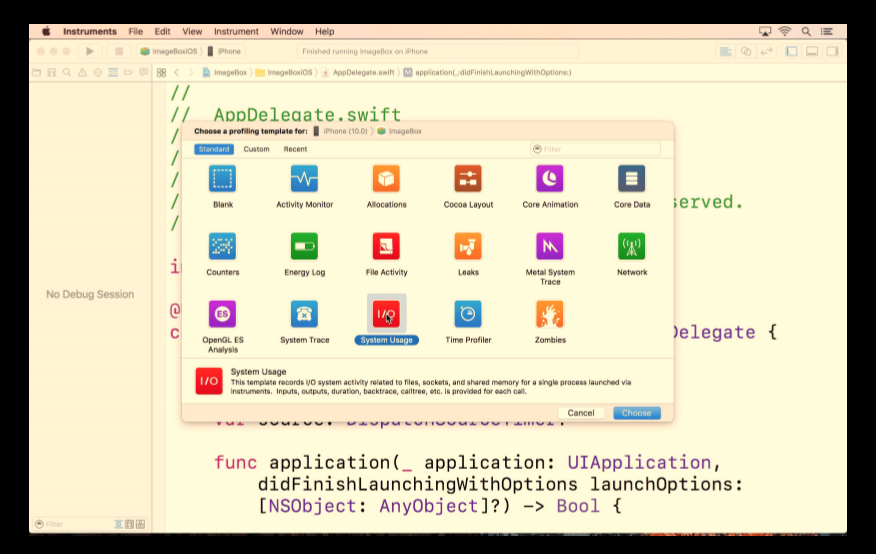 Instruments File Edit View Instrument Window Help
ImageBoxIOS iPhone Finished running ImageBox on iPhone
ImageBox ImageBoxIOS AppDelegate.swift application(_:didFinishLaunchingWithOptions:)
//
// AppDelegate.swift
Choose a profiling template for: iPhone (10.0) ImageBox
Standard Custom Recent Filter
Blank Activity Monitor Allocations Cocoa Layout Core Animation Core Data
served.
Counters Energy Log File Activity Leaks Metal System Trace Network
No Debug Session
ES I/O
OpenGL ES Analysis System Trace System Usage Time Profiler Zombies
Delegate {
I/O
System Usage
This template records I/O system activity related to files, sockets, and shared memory for a single process launched via
Instruments. Inputs, outputs, duration, backtrace, calltree, etc. is provided for each call.
Cancel Choose
func application(_ application: UIApplication,
didFinishLaunchingWithOptions launchOptions:
[NSObject: AnyObject]?) -> Bool {
Filter